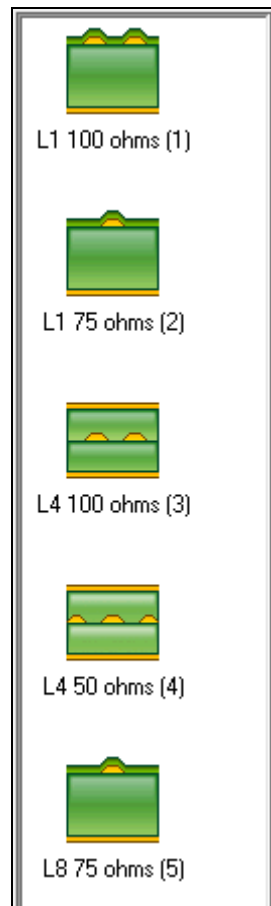 L1 100 ohms (1)
L1 75 ohms (2)
L4 100 ohms (3)
L4 50 ohms (4)
L8 75 ohms (5)